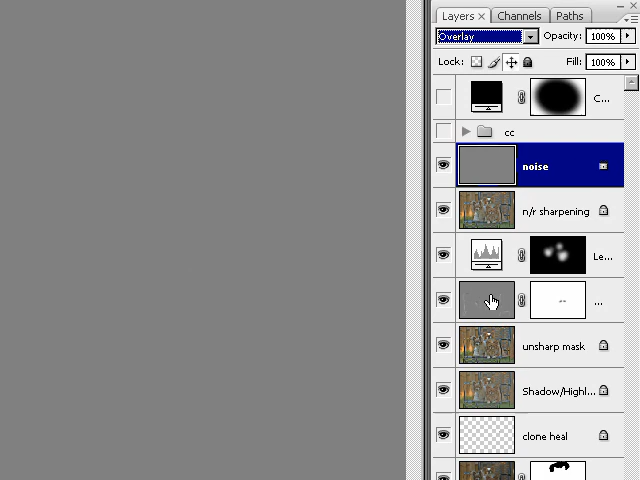 Layers × Channels Paths
Overlay Opacity: 100%
Lock: Fill: 100%
C...
cc
noise
n/r sharpening
Le...
...
unsharp mask
Shadow/Highl...
clone heal